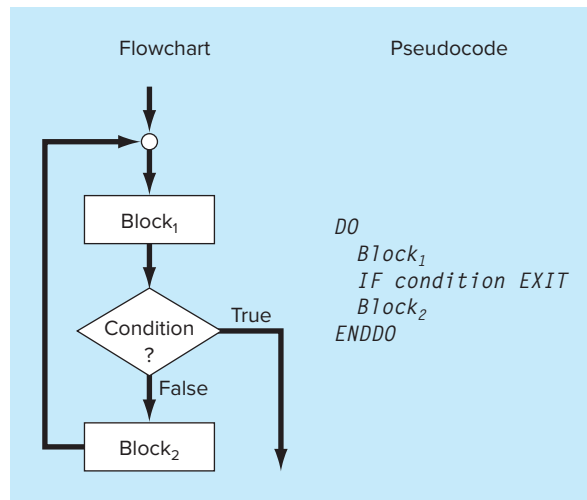 Flowchart
Pseudocode
Block₁
Condition
?
True
False
Block₂
DO
Block₁
IF condition EXIT
Block₂
ENDDO